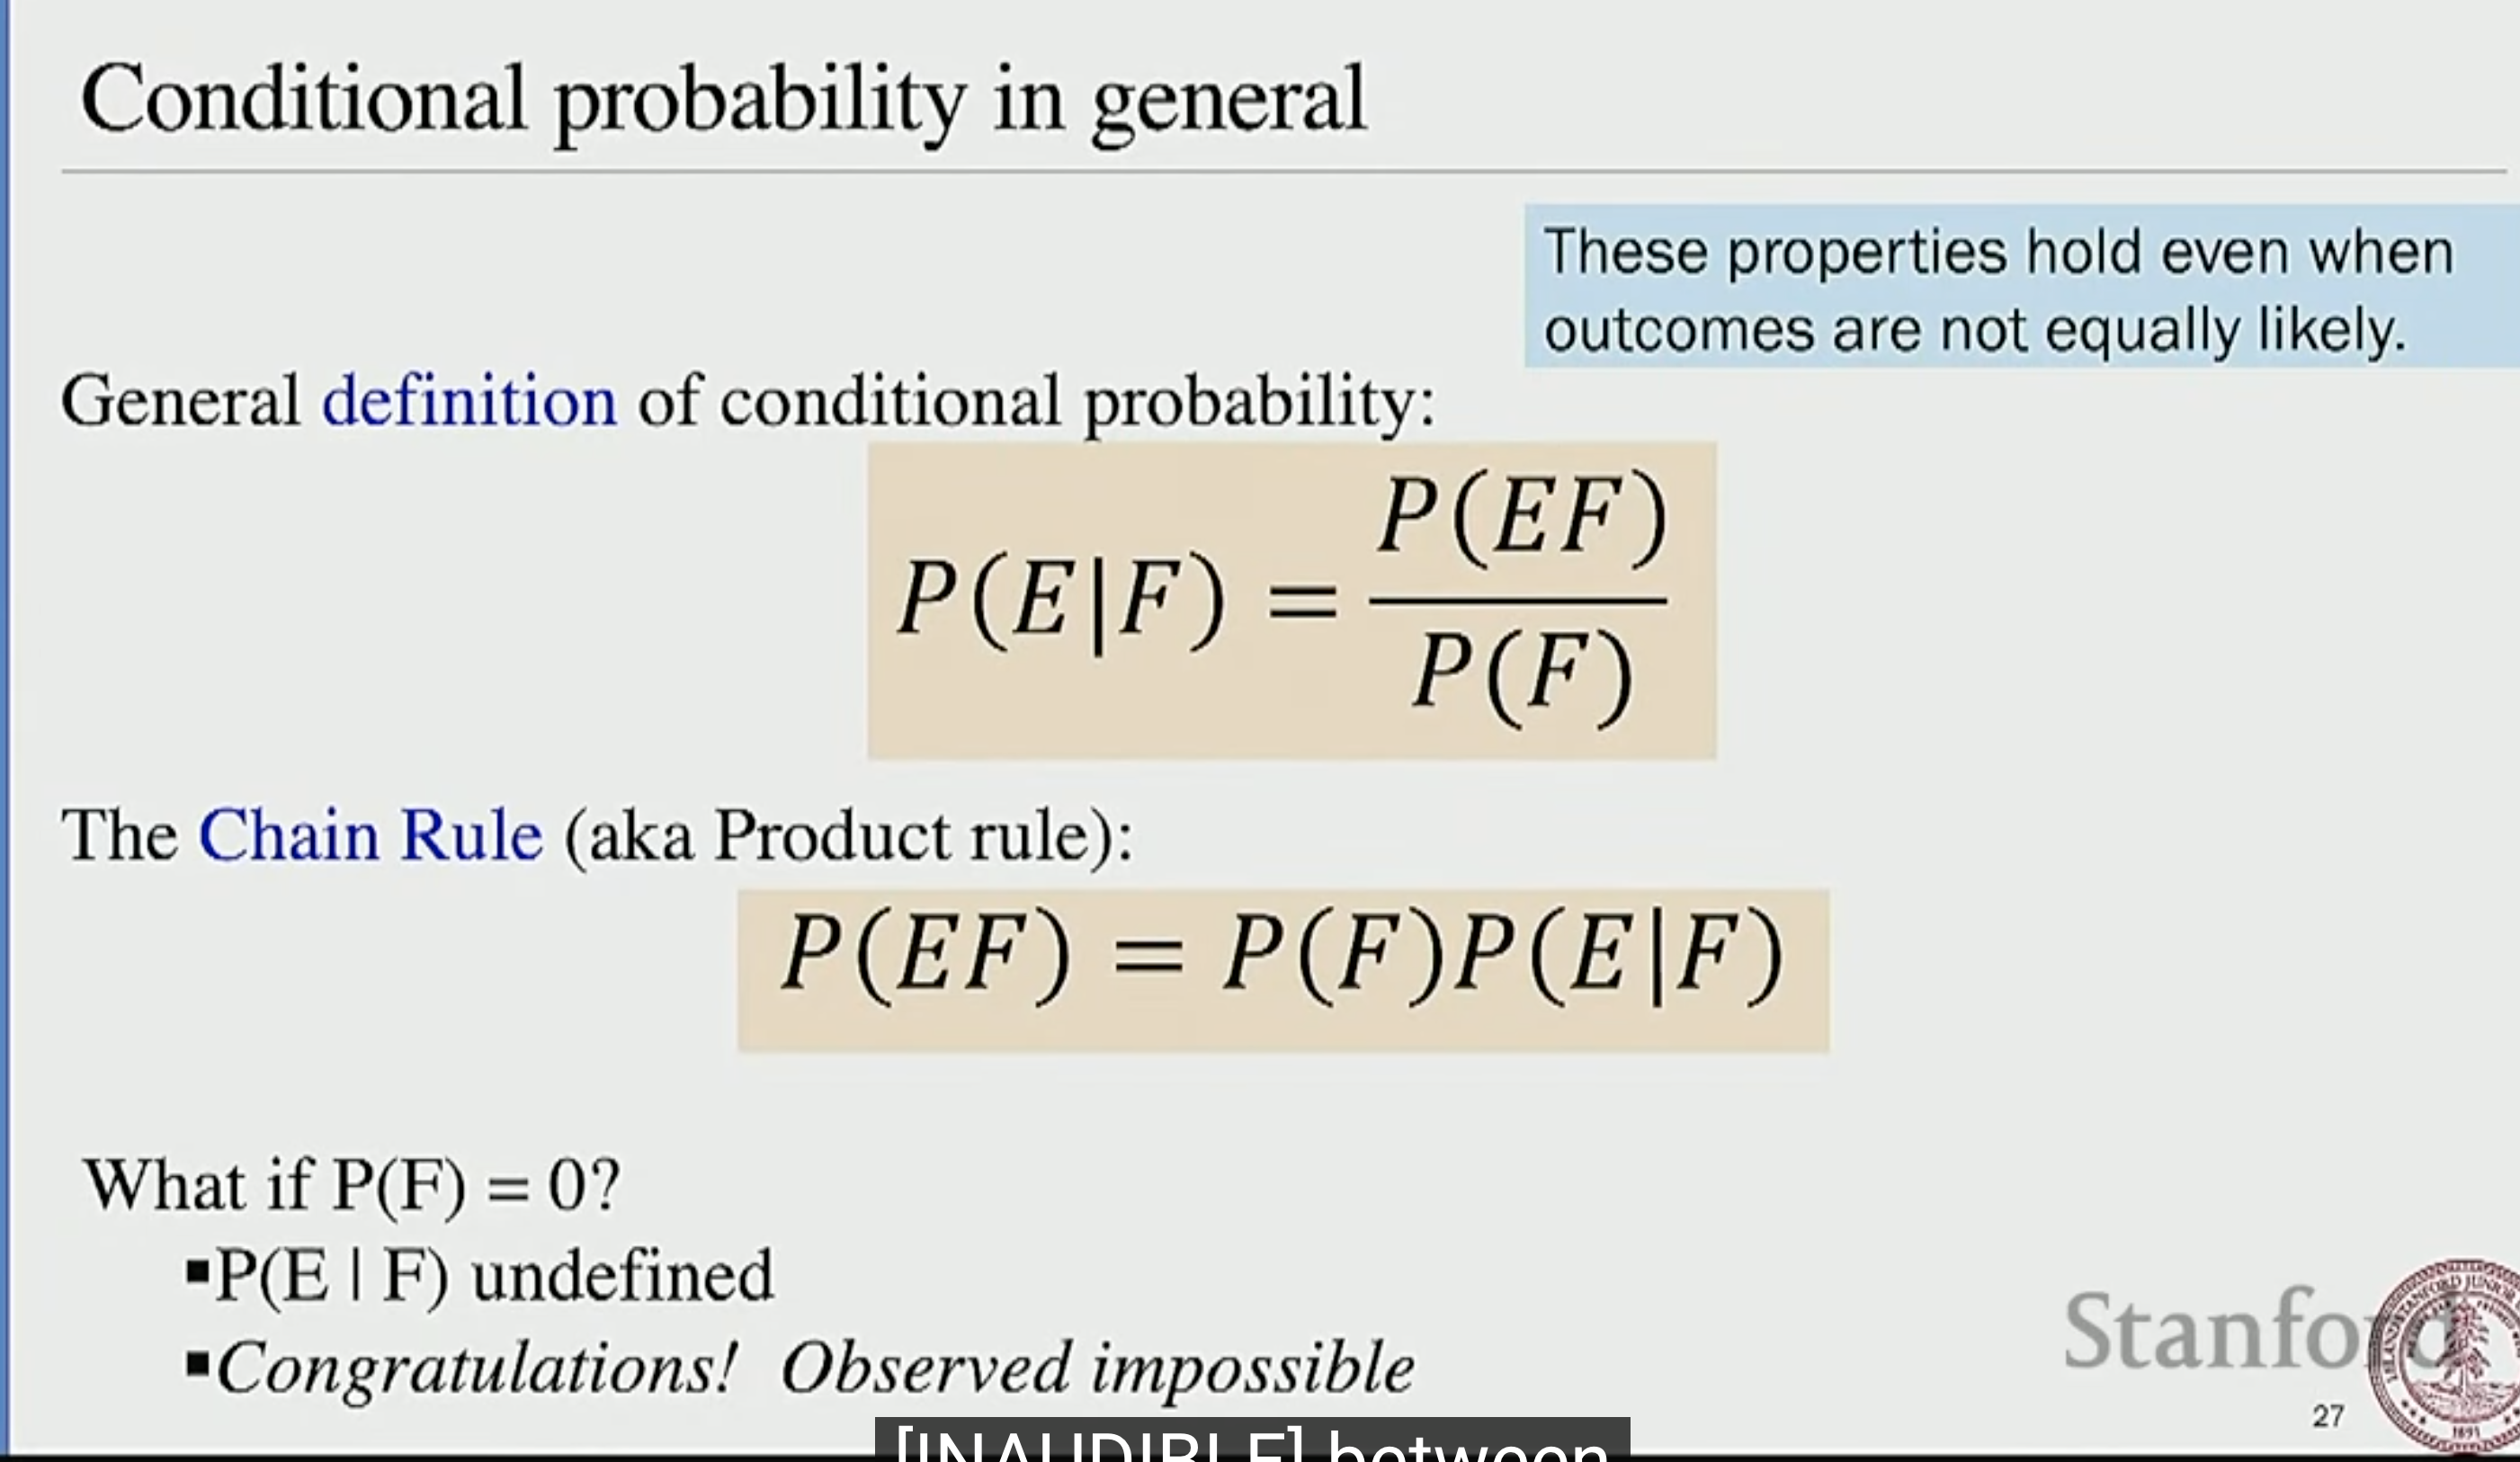 Conditional probability in general
These properties hold even when
outcomes are not equally likely.
General definition of conditional probability:
P(E|F) = P(EF) / P(F)
The Chain Rule (aka Product rule):
P(EF) = P(F)P(E|F)
What if P(F) = 0?
▪P(E | F) undefined
▪Congratulations! Observed impossible
Stanford
27
1891
[INAUDIBLE] between